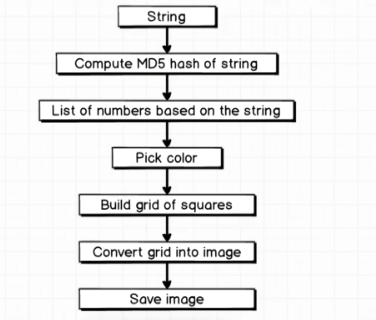 String
Compute MD5 hash of string
List of numbers based on the string
Pick color
Build grid of squares
Convert grid into image
Save image